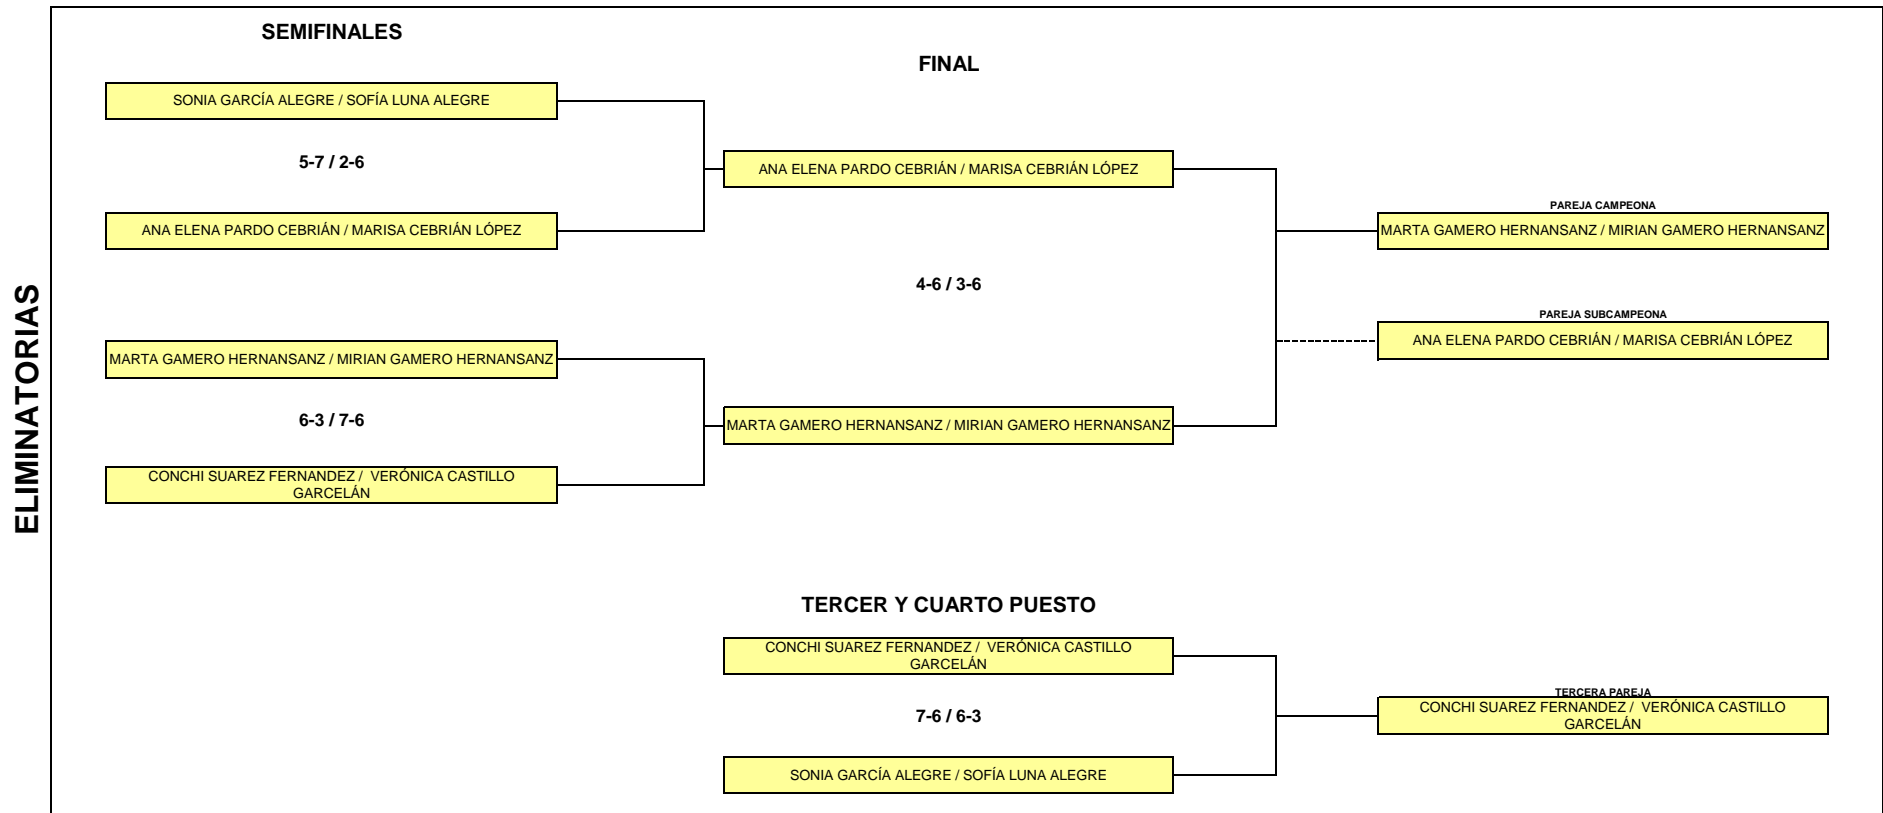 ELIMINATORIAS
SEMIFINALES
SONIA GARCÍA ALEGRE / SOFÍA LUNA ALEGRE
5-7 / 2-6
ANA ELENA PARDO CEBRIÁN / MARISA CEBRIÁN LÓPEZ
MARTA GAMERO HERNANSANZ / MIRIAN GAMERO HERNANSANZ
6-3 / 7-6
CONCHI SUAREZ FERNANDEZ /  VERÓNICA CASTILLO
GARCELÁN
FINAL
ANA ELENA PARDO CEBRIÁN / MARISA CEBRIÁN LÓPEZ
4-6 / 3-6
MARTA GAMERO HERNANSANZ / MIRIAN GAMERO HERNANSANZ
PAREJA CAMPEONA
MARTA GAMERO HERNANSANZ / MIRIAN GAMERO HERNANSANZ
PAREJA SUBCAMPEONA
ANA ELENA PARDO CEBRIÁN / MARISA CEBRIÁN LÓPEZ
TERCER Y CUARTO PUESTO
CONCHI SUAREZ FERNANDEZ /  VERÓNICA CASTILLO
GARCELÁN
7-6 / 6-3
SONIA GARCÍA ALEGRE / SOFÍA LUNA ALEGRE
TERCERA PAREJA
CONCHI SUAREZ FERNANDEZ /  VERÓNICA CASTILLO
GARCELÁN